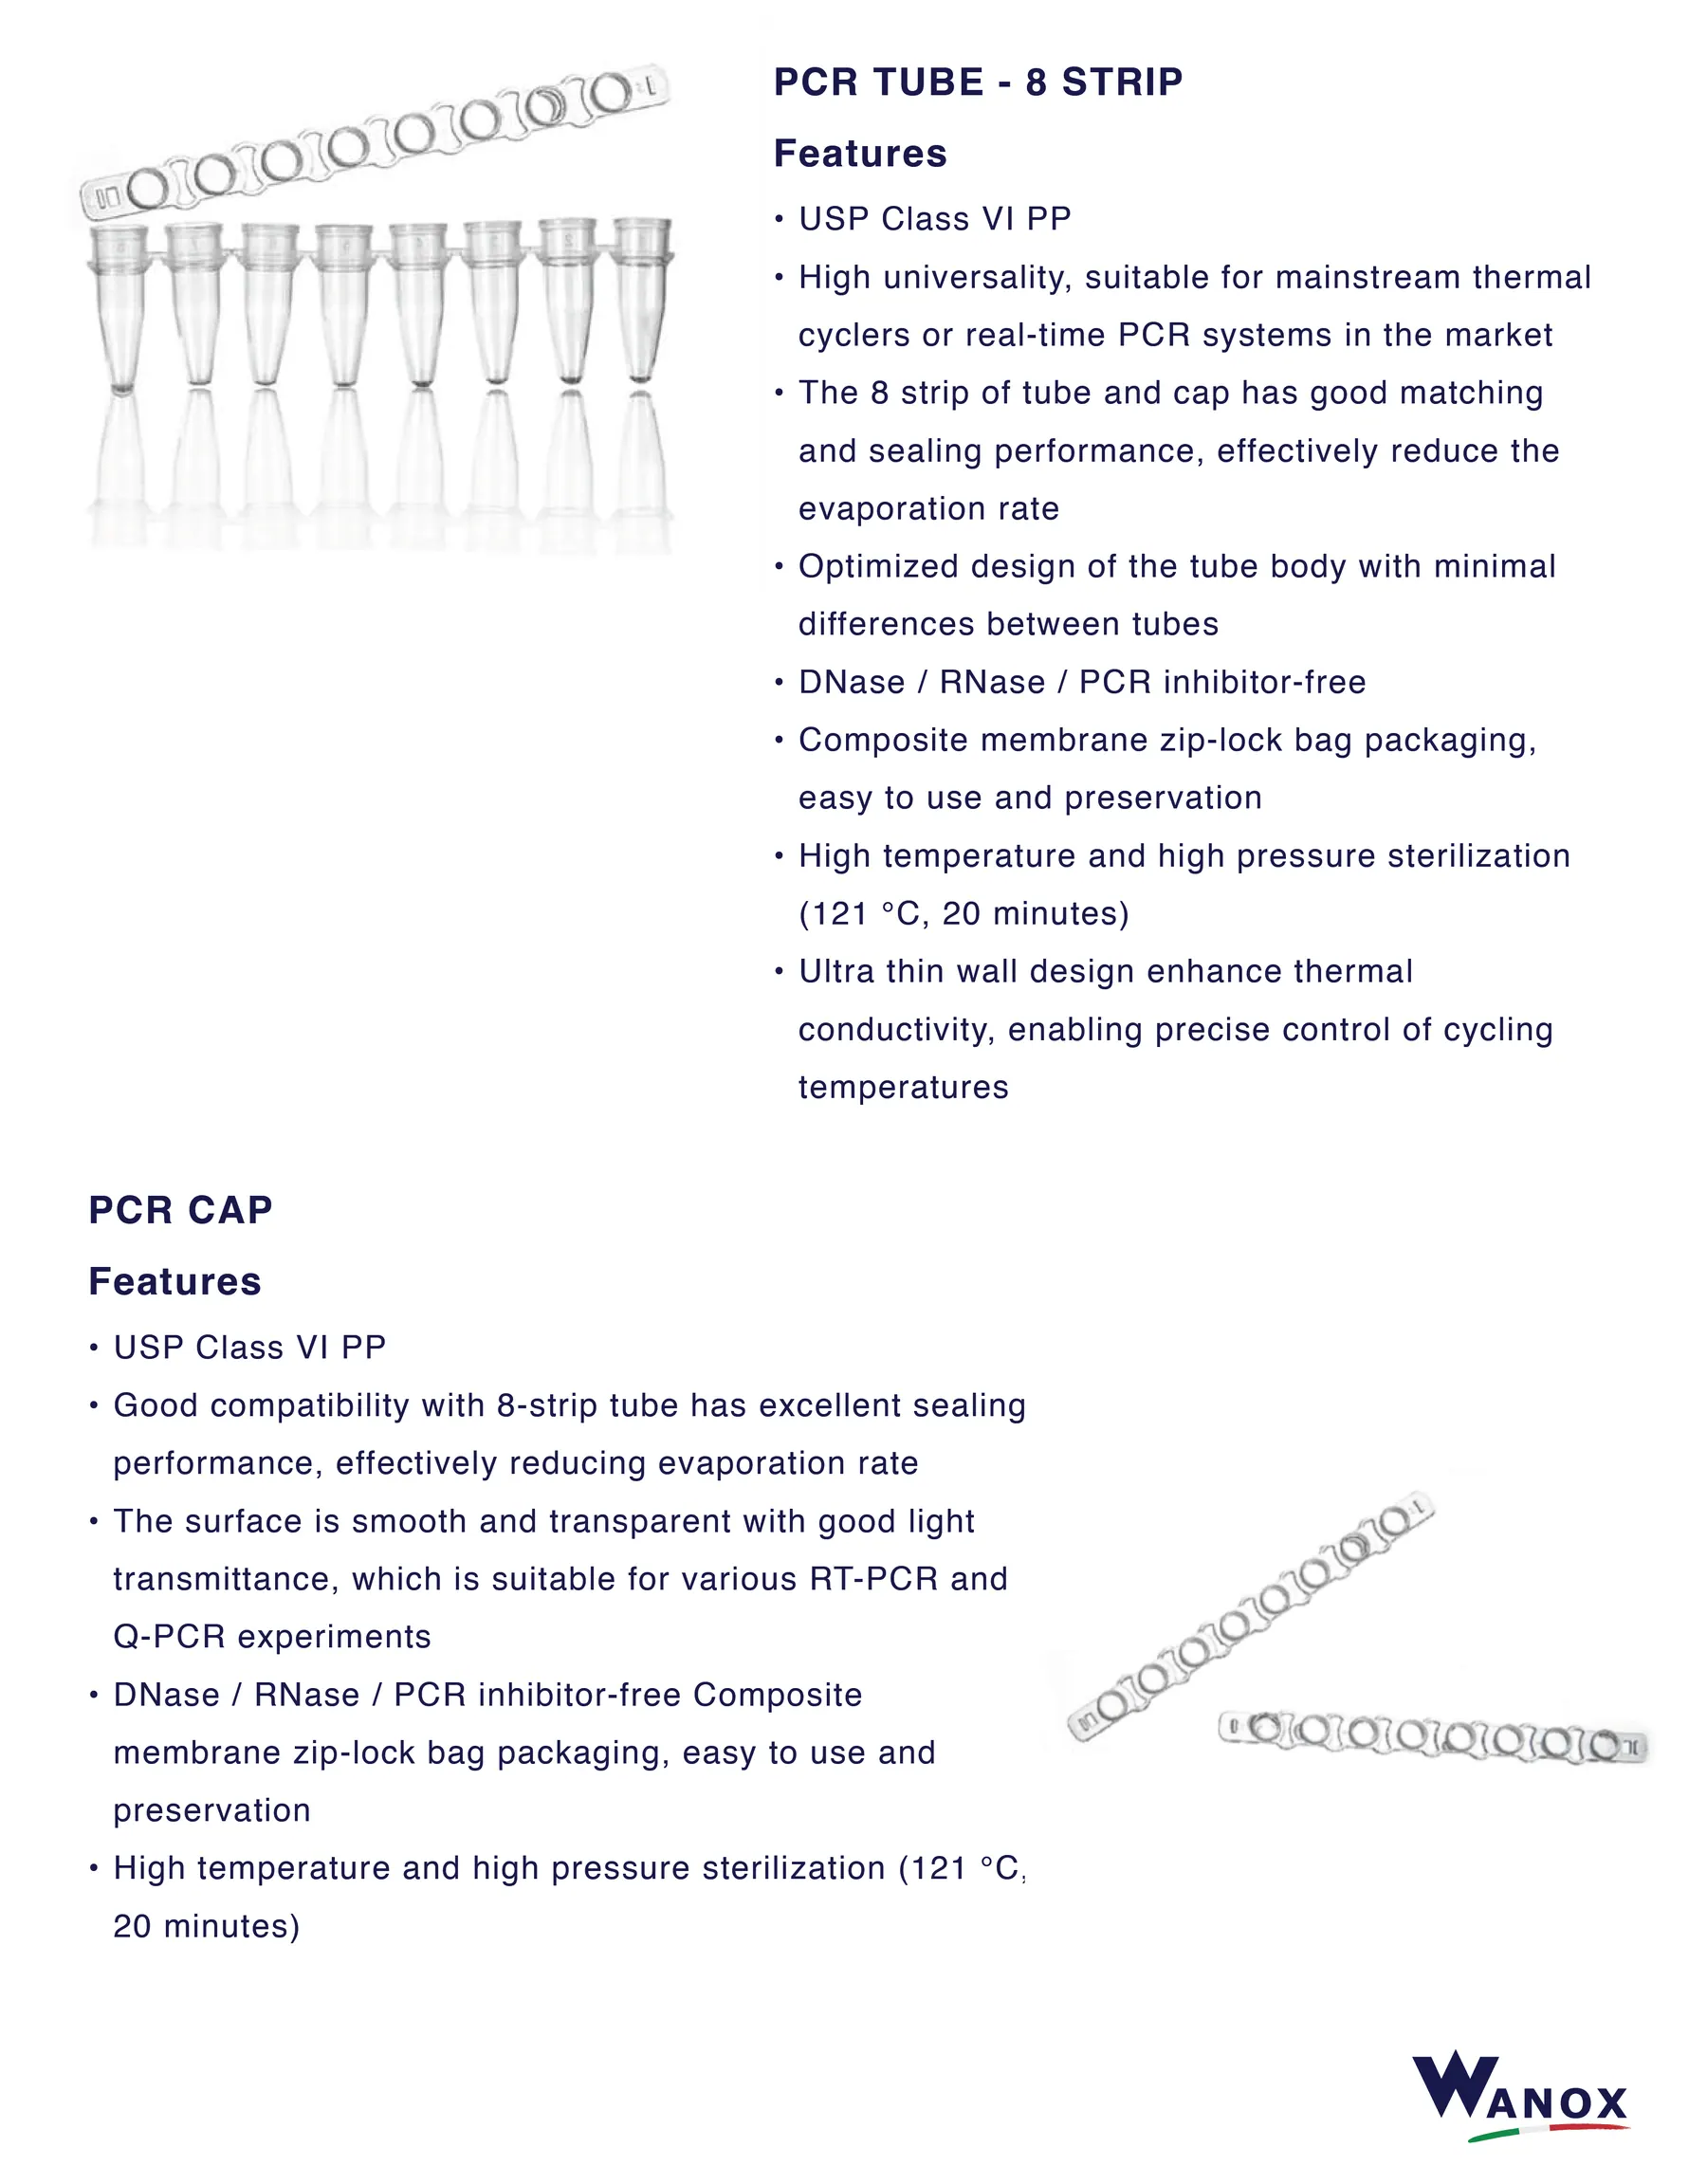 PCR TUBE - 8 STRIP
Features
• USP Class VI PP
• High universality, suitable for mainstream thermal
cyclers or real-time PCR systems in the market
• The 8 strip of tube and cap has good matching
and sealing performance, effectively reduce the
evaporation rate
• Optimized design of the tube body with minimal
differences between tubes
• DNase / RNase / PCR inhibitor-free
• Composite membrane zip-lock bag packaging,
easy to use and preservation
• High temperature and high pressure sterilization
(121 °C, 20 minutes)
• Ultra thin wall design enhance thermal
conductivity, enabling precise control of cycling
temperatures
PCR CAP
Features
• USP Class VI PP
• Good compatibility with 8-strip tube has excellent sealing
performance, effectively reducing evaporation rate
• The surface is smooth and transparent with good light
transmittance, which is suitable for various RT-PCR and
Q-PCR experiments
• DNase / RNase / PCR inhibitor-free Composite
membrane zip-lock bag packaging, easy to use and
preservation
• High temperature and high pressure sterilization (121 °C,
20 minutes)
WANOX